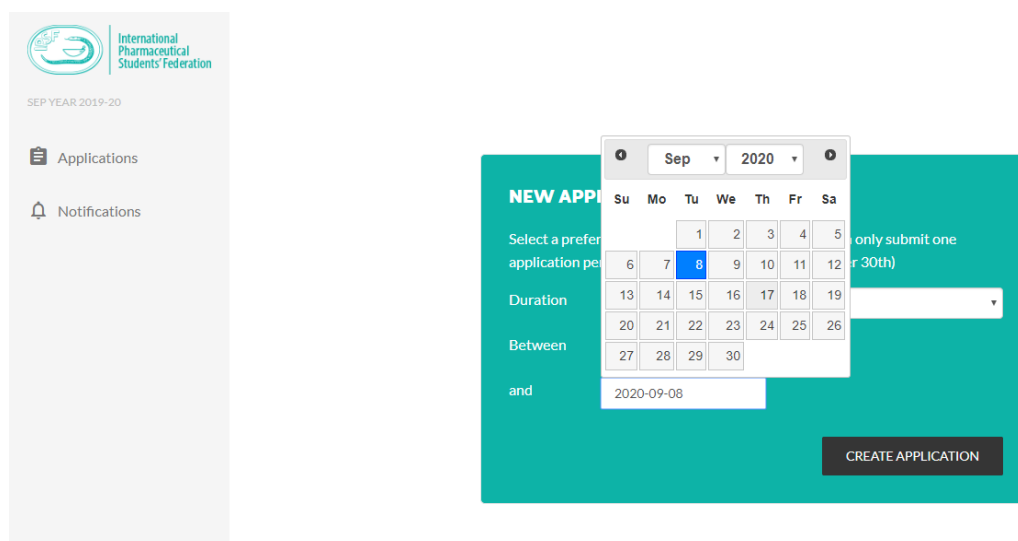 International
Pharmaceutical
Students' Federation
SEP YEAR 2019-20
Applications
Notifications
Sep 2020
Su Mo Tu We Th Fr Sa
1 2 3 4 5
6 7 8 9 10 11 12
13 14 15 16 17 18 19
20 21 22 23 24 25 26
27 28 29 30
NEW APPL
Select a prefer only submit one
application per r 30th)
Duration
Between
and
2020-09-08
CREATE APPLICATION